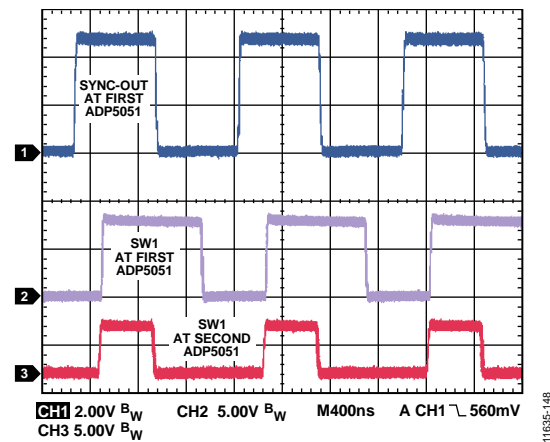 SYNC-OUT
AT FIRST
ADP5051
1
SW1
AT FIRST
ADP5051
2
SW1
AT SECOND
ADP5051
3
CH1 2.00V BW CH2 5.00V BW M400ns A CH1 ㄟ 560mV
CH3 5.00V BW
11635-148